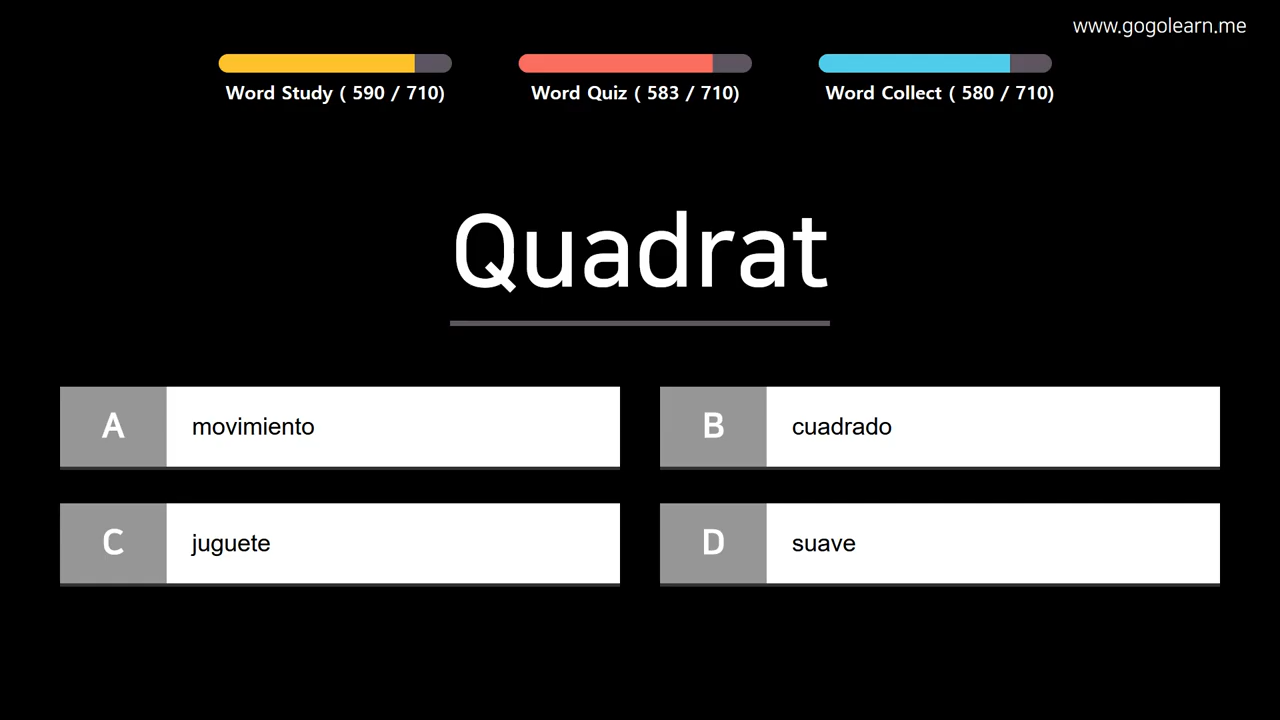 www.gogolearn.me
Word Study ( 590 / 710)
Word Quiz ( 583 / 710)
Word Collect ( 580 / 710)
Quadrat
A movimiento
B cuadrado
C juguete
D suave